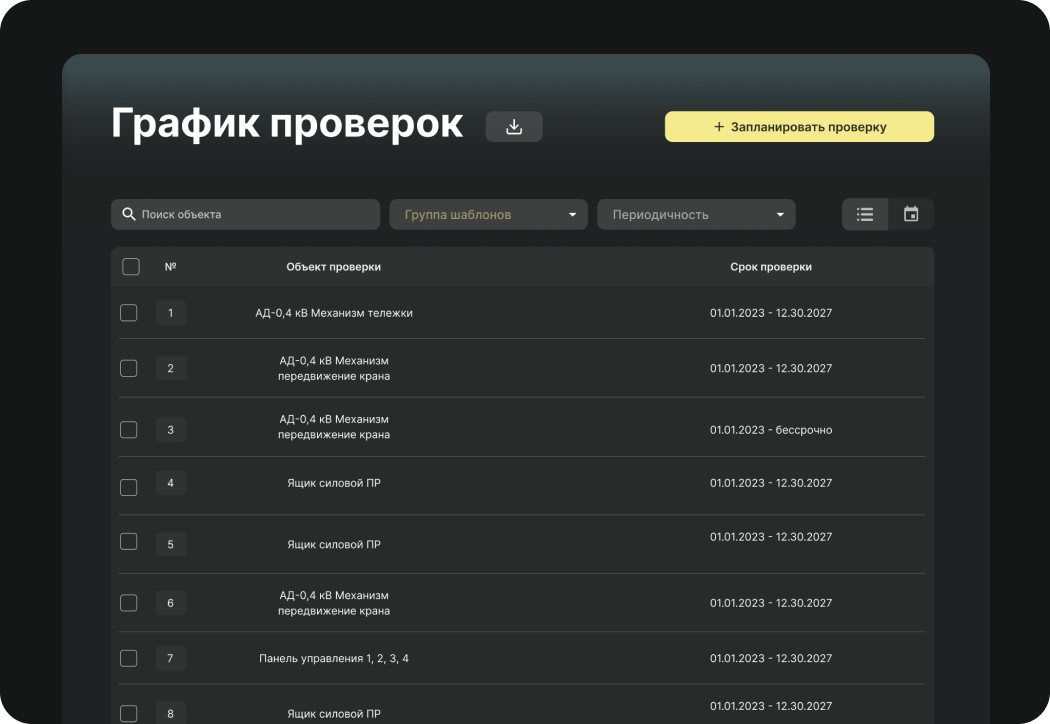 График проверок
+ Запланировать проверку
Поиск объекта
Группа шаблонов
Периодичность
№ Объект проверки Срок проверки
1 АД-0,4 кВ Механизм тележки 01.01.2023 - 12.30.2027
2 АД-0,4 кВ Механизм
передвижение крана 01.01.2023 - 12.30.2027
3 АД-0,4 кВ Механизм
передвижение крана 01.01.2023 - бессрочно
4 Ящик силовой ПР 01.01.2023 - 12.30.2027
5 Ящик силовой ПР 01.01.2023 - 12.30.2027
6 АД-0,4 кВ Механизм
передвижение крана 01.01.2023 - 12.30.2027
7 Панель управления 1, 2, 3, 4 01.01.2023 - 12.30.2027
8 Ящик силовой ПР 01.01.2023 - 12.30.2027